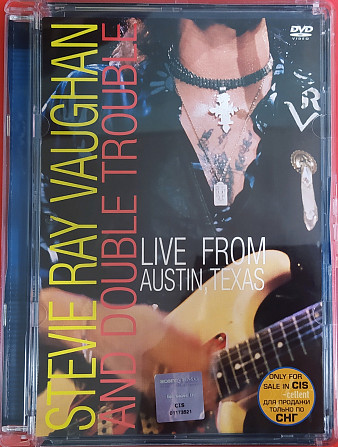 DVD
VIDEO
STEVIE RAY VAUGHAN
AND DOUBLE TROUBLE
LIVE FROM
AUSTIN, TEXAS
CIS
ONLY FOR
SALE IN CIS
ДЛЯ ПРОДАЖИ
ТОЛЬКО ПО
СНГ